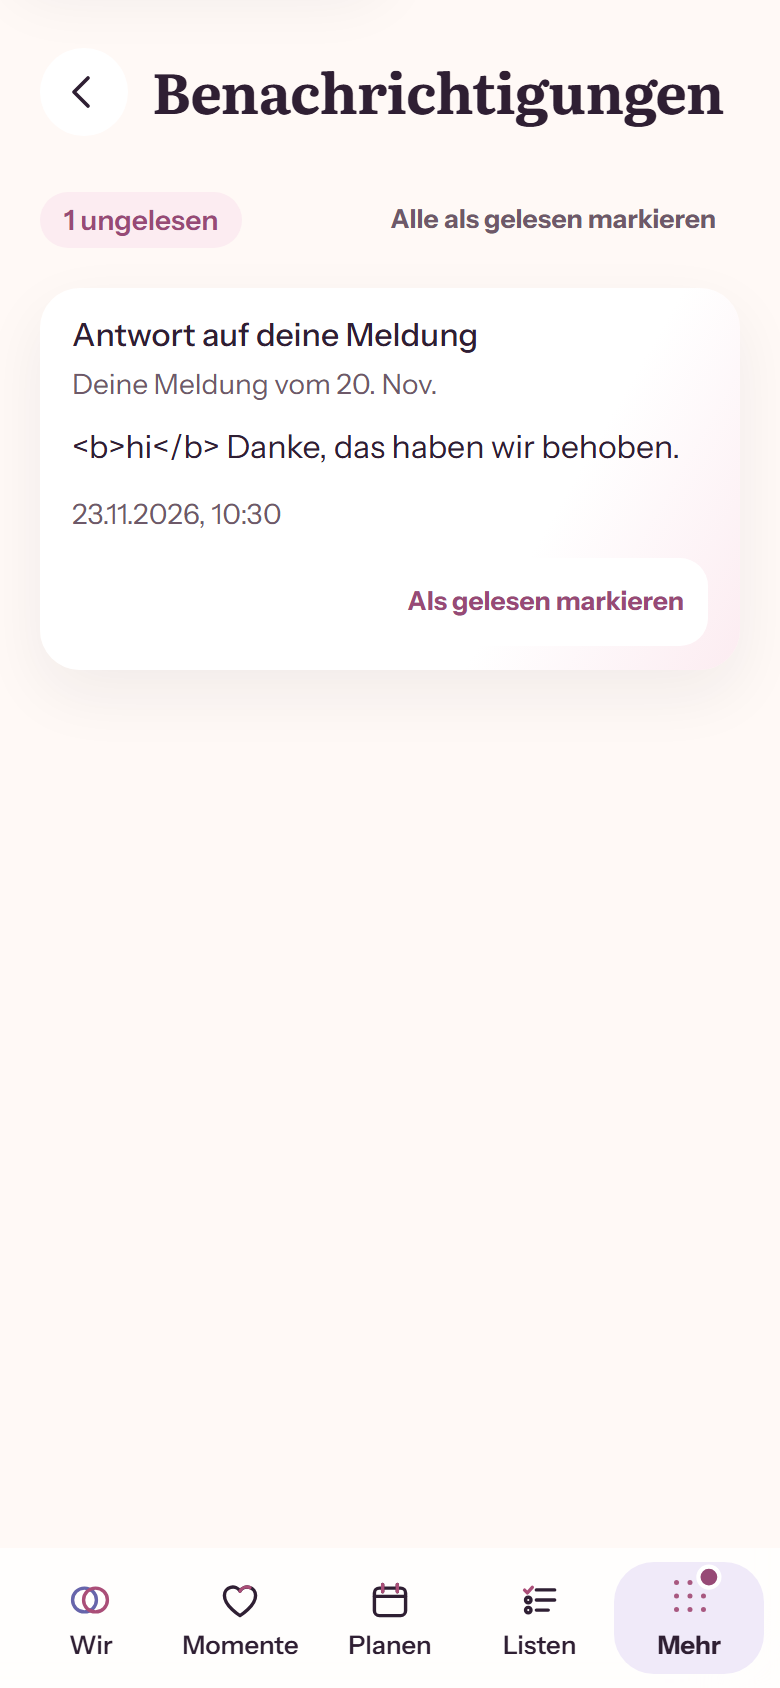 Benachrichtigungen
1 ungelesen
Alle als gelesen markieren
Antwort auf deine Meldung
Deine Meldung vom 20. Nov.
<b>hi</b> Danke, das haben wir behoben.
23.11.2026, 10:30
Als gelesen markieren
Wir
Momente
Planen
Listen
Mehr